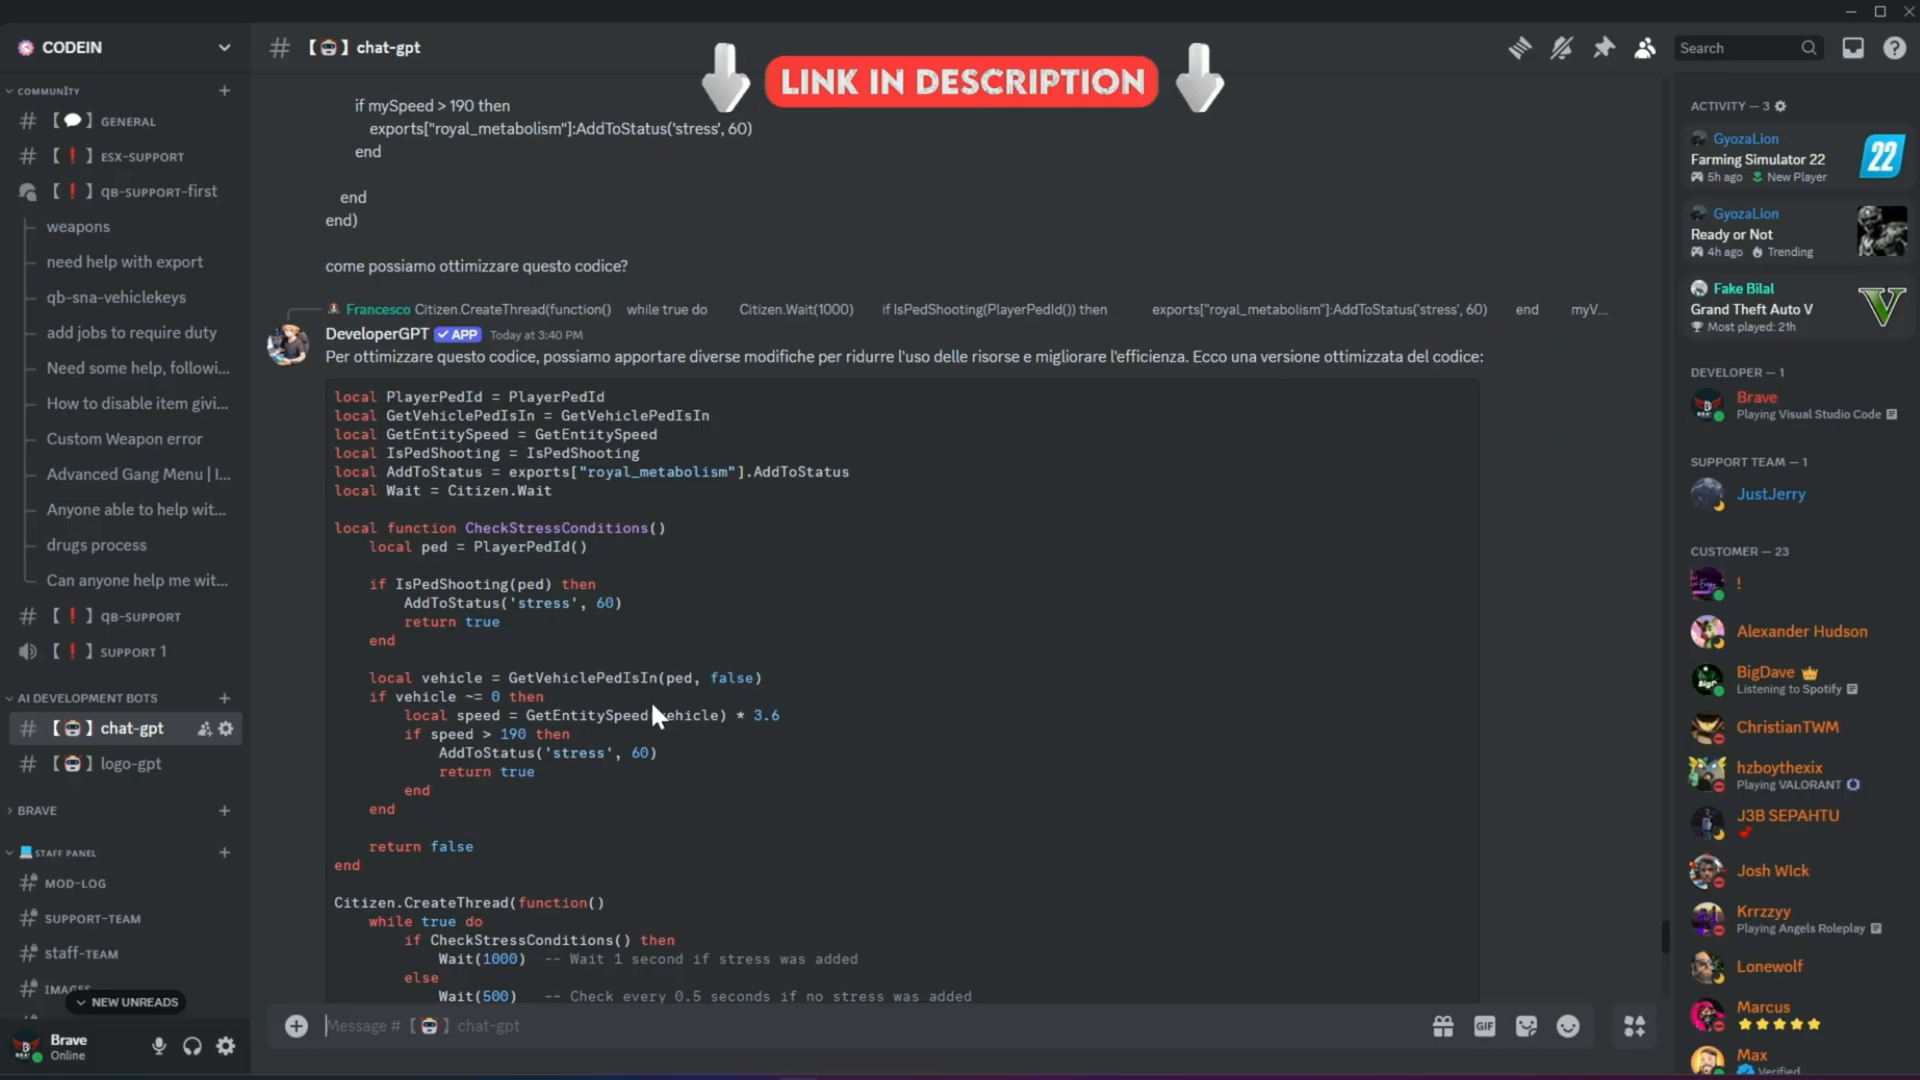 CODEIN
【💬】chat-gpt
LINK IN DESCRIPTION
Search
COMMUNITY
# 【💬】GENERAL
# 【❗】ESX-SUPPORT
【❗】QB-SUPPORT-first
weapons
need help with export
qb-sna-vehiclekeys
add jobs to require duty
Need some help, followi...
How to disable item givi...
Custom Weapon error
Advanced Gang Menu | I...
Anyone able to help wit...
drugs process
Can anyone help me wit...
# 【❗】QB-SUPPORT
【❗】SUPPORT 1
AI DEVELOPMENT BOTS
# 【🤖】chat-gpt
# 【🤖】logo-gpt
BRAVE
STAFF PANEL
MOD-LOG
SUPPORT-TEAM
staff-TEAM
NEW UNREADS
Brave
Online
if mySpeed > 190 then
exports["royal_metabolism"]:AddToStatus('stress', 60)
end
end
end)
come possiamo ottimizzare questo codice?
Francesco Citizen.CreateThread(function() while true do Citizen.Wait(1000) if IsPedShooting(PlayerPedId()) then exports["royal_metabolism"]:AddToStatus('stress', 60) end myV...
DeveloperGPT ✓ APP Today at 3:40 PM
Per ottimizzare questo codice, possiamo apportare diverse modifiche per ridurre l'uso delle risorse e migliorare l'efficienza. Ecco una versione ottimizzata del codice:
local PlayerPedId = PlayerPedId
local GetVehiclePedIsIn = GetVehiclePedIsIn
local GetEntitySpeed = GetEntitySpeed
local IsPedShooting = IsPedShooting
local AddToStatus = exports["royal_metabolism"].AddToStatus
local Wait = Citizen.Wait
local function CheckStressConditions()
local ped = PlayerPedId()
if IsPedShooting(ped) then
AddToStatus('stress', 60)
return true
end
local vehicle = GetVehiclePedIsIn(ped, false)
if vehicle ~= 0 then
local speed = GetEntitySpeed ehicle) * 3.6
if speed > 190 then
AddToStatus('stress', 60)
return true
end
end
return false
end
Citizen.CreateThread(function()
while true do
if CheckStressConditions() then
Wait(1000) -- Wait 1 second if stress was added
else
Wait(500) -- Check every 0.5 seconds if no stress was added
Message #【🤖】chat-gpt
GIF
ACTIVITY — 3
GyozaLion
Farming Simulator 22
5h ago New Player
22
GyozaLion
Ready or Not
4h ago Trending
Fake Bilal
Grand Theft Auto V
Most played: 21h
V
DEVELOPER — 1
Brave
Playing Visual Studio Code
SUPPORT TEAM — 1
JustJerry
CUSTOMER — 23
!
Alexander Hudson
BigDave
Listening to Spotify
ChristianTWM
hzboythexix
Playing VALORANT
J3B SEPAHTU
Josh WIck
Krrzzyy
Playing Angels Roleplay
Lonewolf
Marcus
Max
Verified